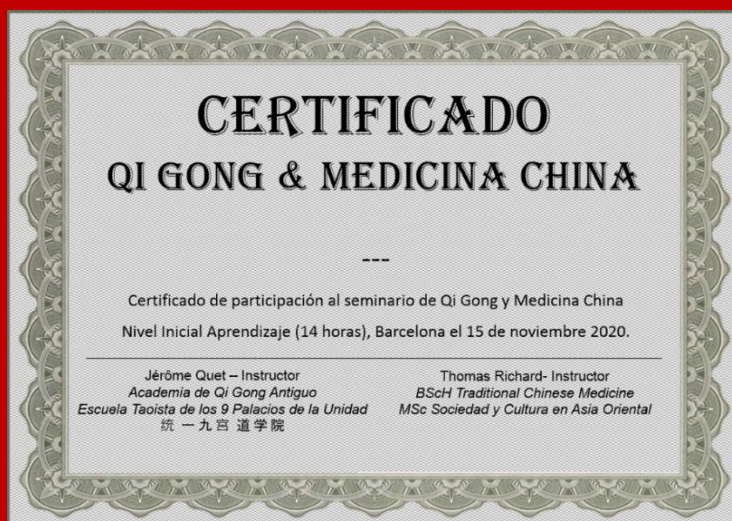 CERTIFICADO
QI GONG & MEDICINA CHINA
---
Certificado de participación al seminario de Qi Gong y Medicina China
Nivel Inicial Aprendizaje (14 horas), Barcelona el 15 de noviembre 2020.
Jérôme Quet – Instructor
Academia de Qi Gong Antiguo
Escuela Taoista de los 9 Palacios de la Unidad
统 一九宫 道学院
Thomas Richard- Instructor
BScH Traditional Chinese Medicine
MSc Sociedad y Cultura en Asia Oriental